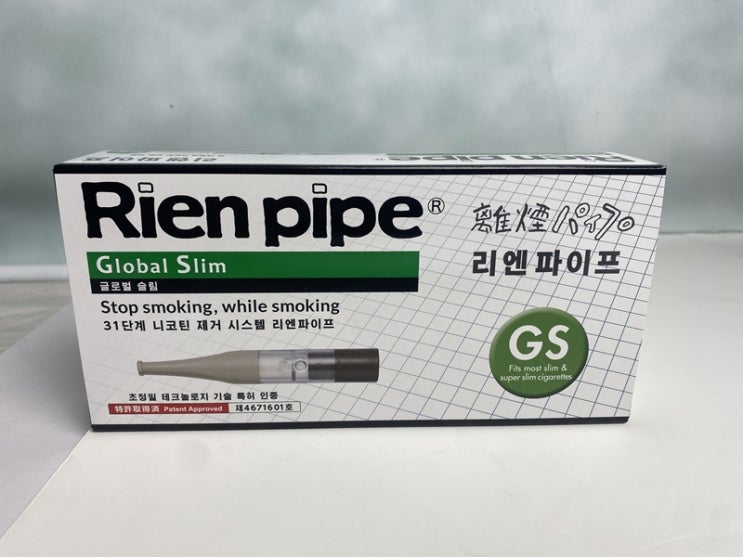 Rien pipe®
Rien pipe®
離煙パイプ
리엔파이프
Global Slim
글로벌 슬림
Stop smoking, while smoking
31단계 니코틴 제거 시스템 리엔파이프
GS
Fits most slim &
super slim cigarettes
초정밀 테크놀로지 기술 특허 인증
特許取得済 Patent Approved 제4671601호